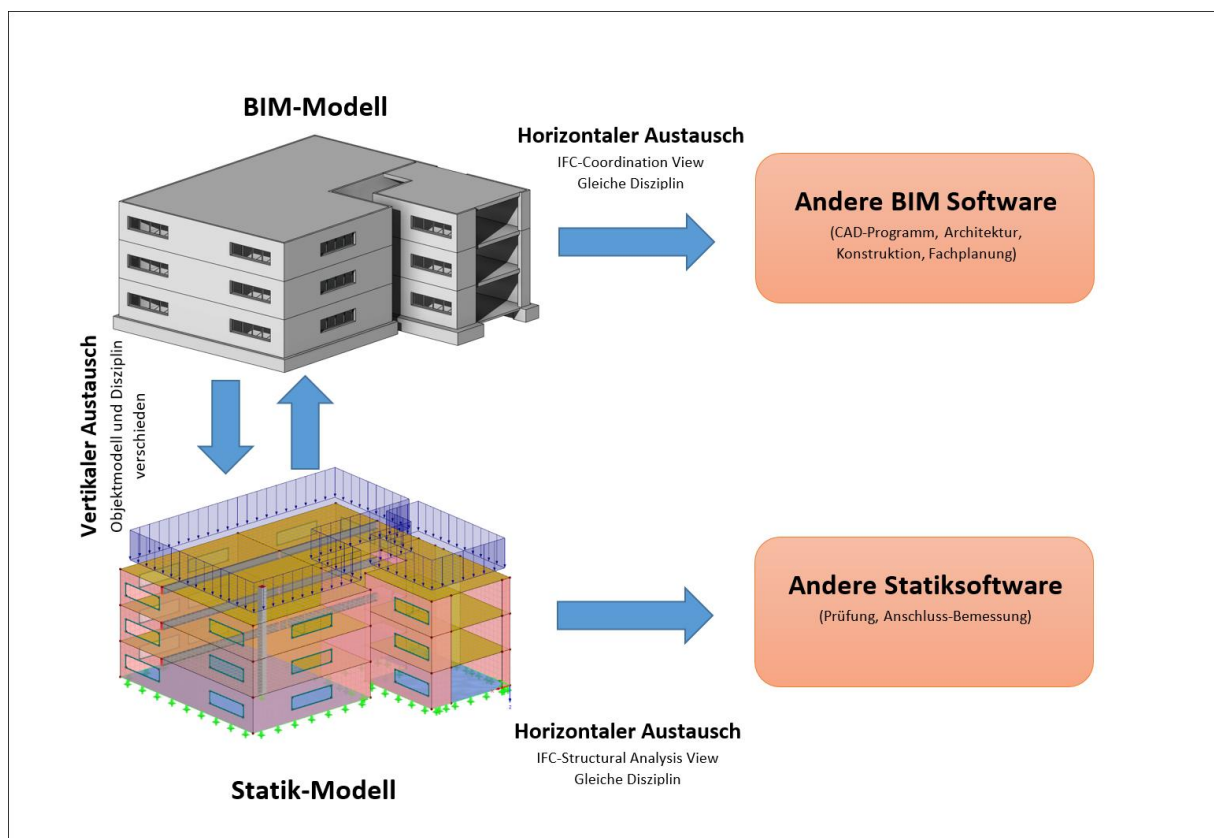 BIM-Modell
Horizontaler Austausch
IFC-Coordination View
Gleiche Disziplin
Andere BIM Software
(CAD-Programm, Architektur,
Konstruktion, Fachplanung)
Vertikaler Austausch
Objektmodell und Disziplin
verschieden
Andere Statiksoftware
(Prüfung, Anschluss-Bemessung)
Horizontaler Austausch
IFC-Structural Analysis View
Gleiche Disziplin
Statik-Modell